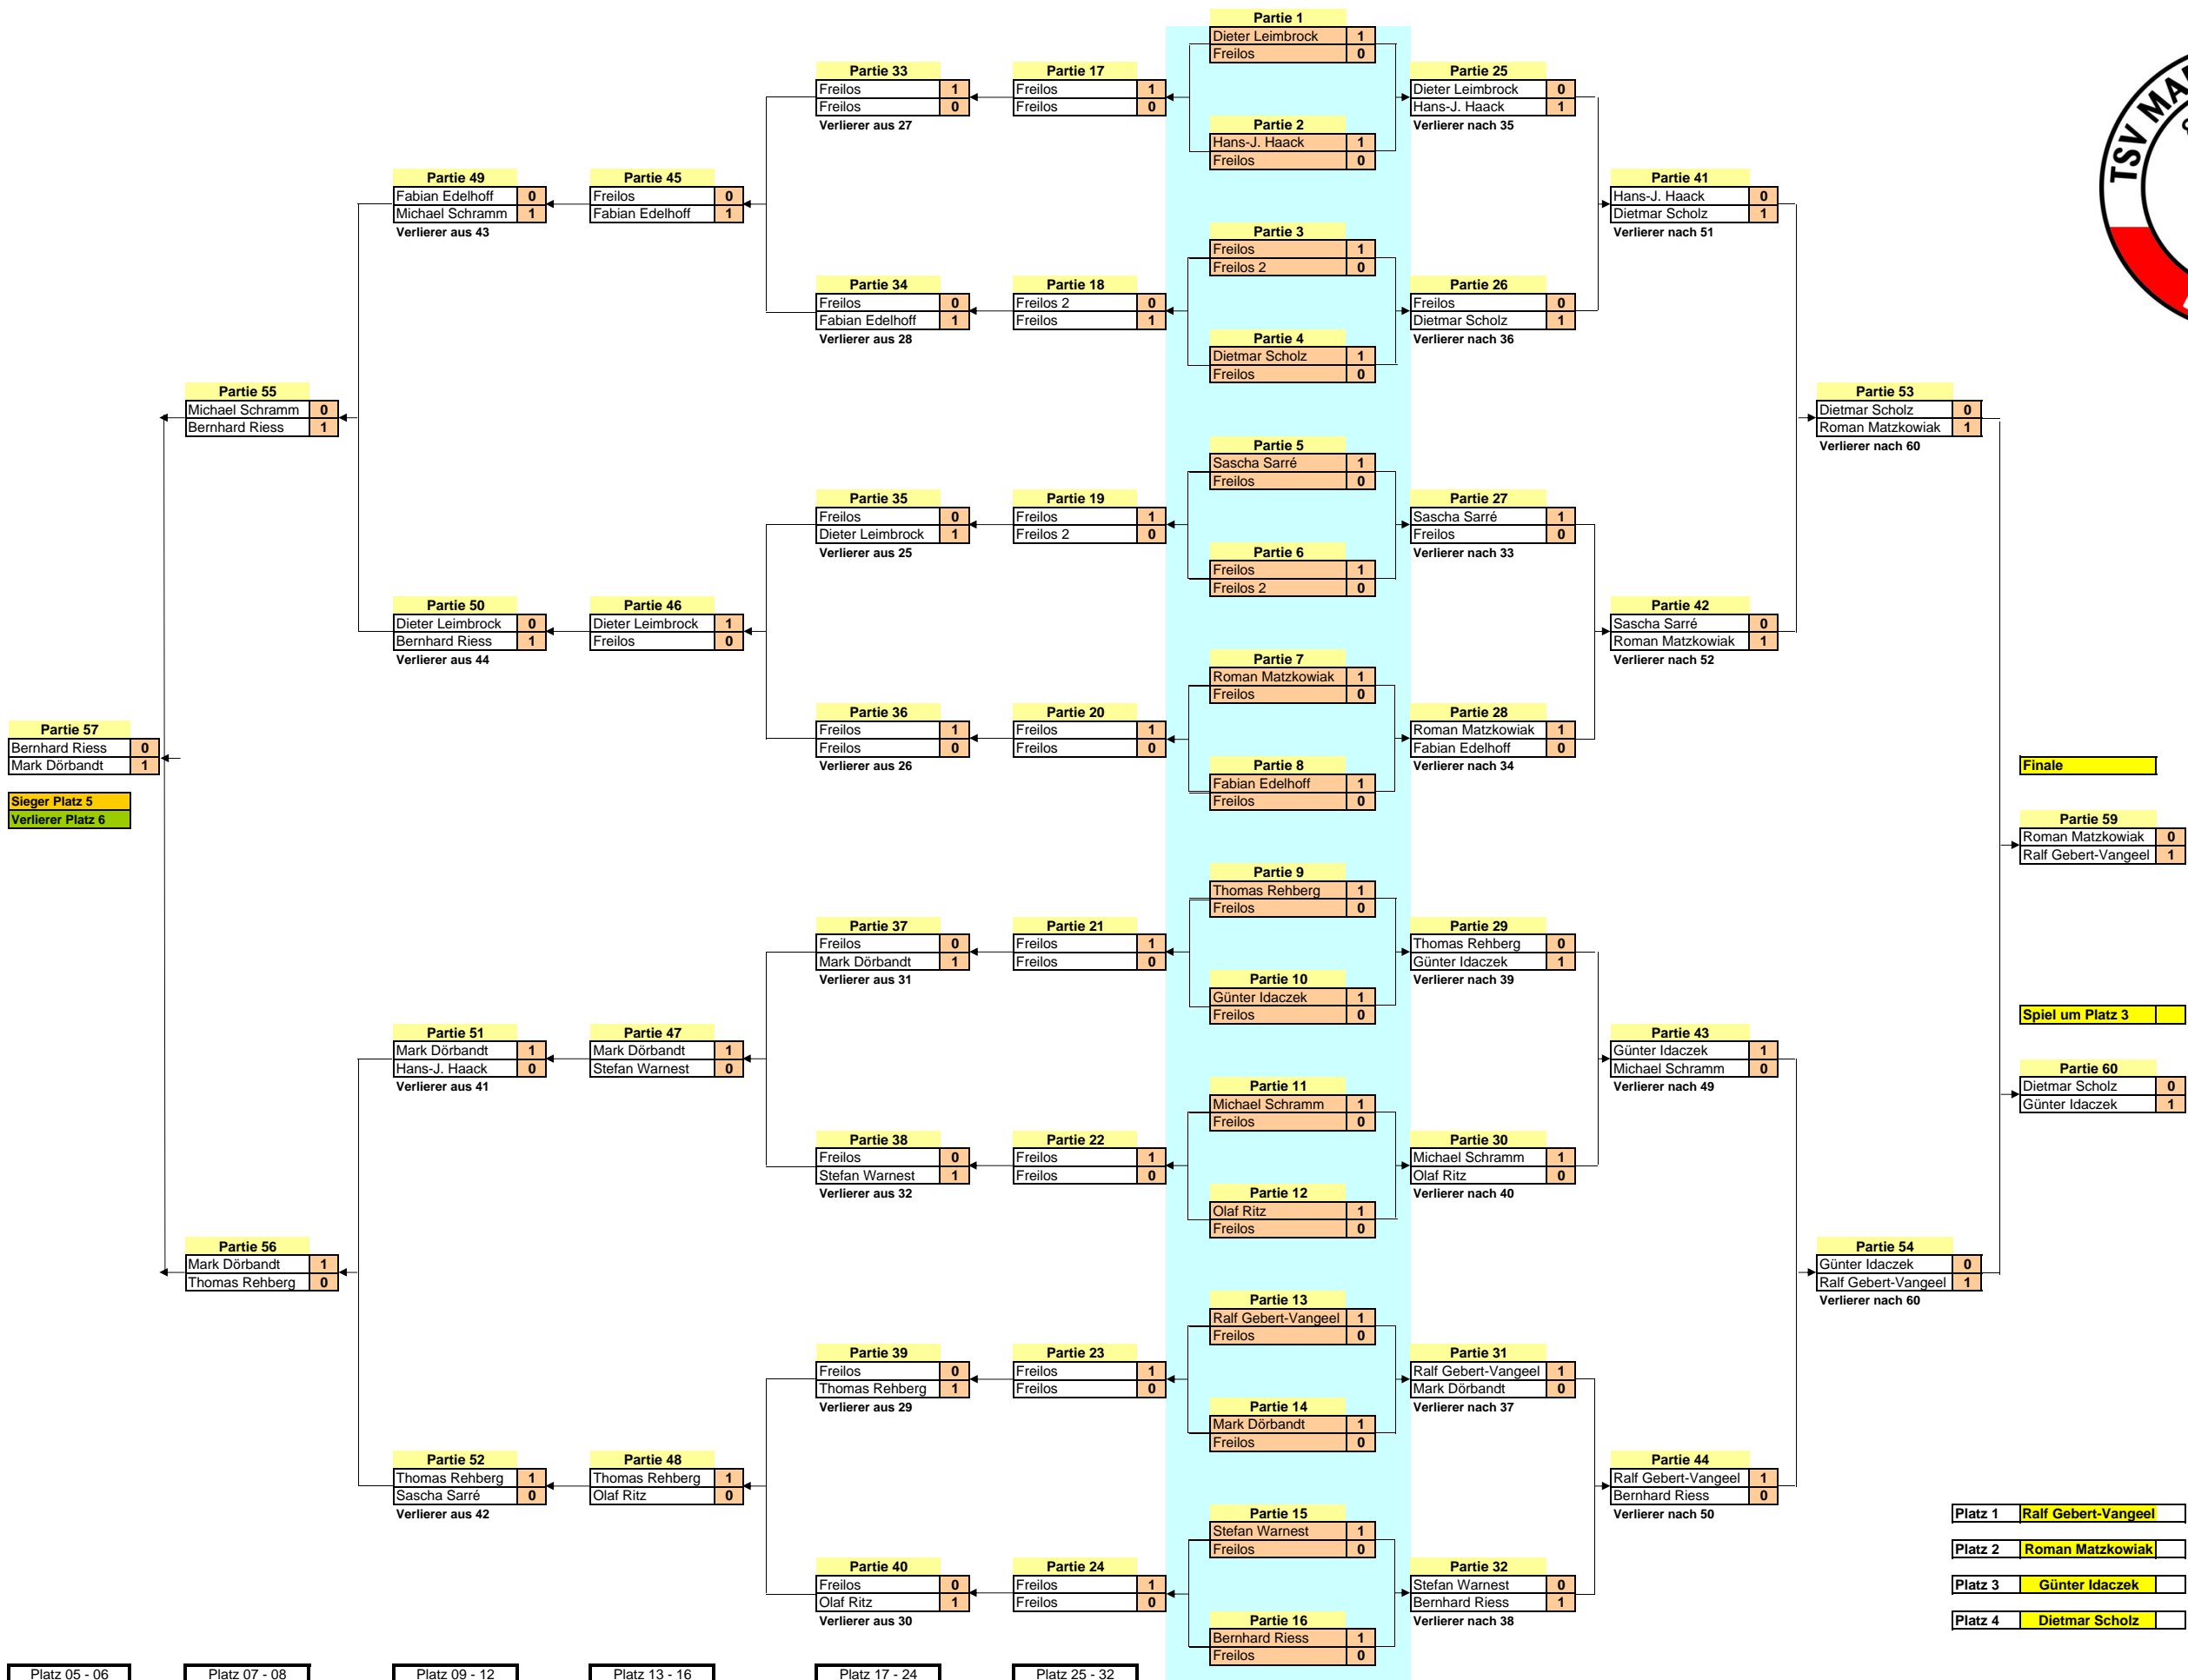 Partie 1
Dieter Leimbrock 1
Freilos 0
Partie 33
Freilos 1
Freilos 0
Verlierer aus 27
Partie 17
Freilos 1
Freilos 0
Partie 25
Dieter Leimbrock 0
Hans-J. Haack 1
Verlierer nach 35
Partie 2
Hans-J. Haack 1
Freilos 0
TSV
Partie 49
Fabian Edelhoff 0
Michael Schramm 1
Verlierer aus 43
Partie 45
Freilos 0
Fabian Edelhoff 1
Partie 41
Hans-J. Haack 0
Dietmar Scholz 1
Verlierer nach 51
Partie 3
Freilos 1
Freilos 2 0
Partie 34
Freilos 0
Fabian Edelhoff 1
Verlierer aus 28
Partie 18
Freilos 2 0
Freilos 1
Partie 26
Freilos 0
Dietmar Scholz 1
Verlierer nach 36
Partie 4
Dietmar Scholz 1
Freilos 0
Partie 55
Michael Schramm 0
Bernhard Riess 1
Partie 53
Dietmar Scholz 0
Roman Matzkowiak 1
Verlierer nach 60
Partie 5
Sascha Sarré 1
Freilos 0
Partie 35
Freilos 0
Dieter Leimbrock 1
Verlierer aus 25
Partie 19
Freilos 1
Freilos 2 0
Partie 27
Sascha Sarré 1
Freilos 0
Verlierer nach 33
Partie 6
Freilos 1
Freilos 2 0
Partie 50
Dieter Leimbrock 0
Bernhard Riess 1
Verlierer aus 44
Partie 46
Dieter Leimbrock 1
Freilos 0
Partie 42
Sascha Sarré 0
Roman Matzkowiak 1
Verlierer nach 52
Partie 7
Roman Matzkowiak 1
Freilos 0
Partie 57
Bernhard Riess 0
Mark Dörbandt 1
Sieger Platz 5
Verlierer Platz 6
Partie 36
Freilos 1
Freilos 0
Verlierer aus 26
Partie 20
Freilos 1
Freilos 0
Partie 28
Roman Matzkowiak 1
Fabian Edelhoff 0
Verlierer nach 34
Partie 8
Fabian Edelhoff 1
Freilos 0
Finale
Partie 59
Roman Matzkowiak 0
Ralf Gebert-Vangeel 1
Partie 9
Thomas Rehberg 1
Freilos 0
Partie 37
Freilos 0
Mark Dörbandt 1
Verlierer aus 31
Partie 21
Freilos 1
Freilos 0
Partie 29
Thomas Rehberg 0
Günter Idaczek 1
Verlierer nach 39
Partie 10
Günter Idaczek 1
Freilos 0
Spiel um Platz 3
Partie 51
Mark Dörbandt 1
Hans-J. Haack 0
Verlierer aus 41
Partie 47
Mark Dörbandt 1
Stefan Warnest 0
Partie 43
Günter Idaczek 1
Michael Schramm 0
Verlierer nach 49
Partie 60
Dietmar Scholz 0
Günter Idaczek 1
Partie 11
Michael Schramm 1
Freilos 0
Partie 38
Freilos 0
Stefan Warnest 1
Verlierer aus 32
Partie 22
Freilos 1
Freilos 0
Partie 30
Michael Schramm 1
Olaf Ritz 0
Verlierer nach 40
Partie 12
Olaf Ritz 1
Freilos 0
Partie 56
Mark Dörbandt 1
Thomas Rehberg 0
Partie 54
Günter Idaczek 0
Ralf Gebert-Vangeel 1
Verlierer nach 60
Partie 13
Ralf Gebert-Vangeel 1
Freilos 0
Partie 39
Freilos 0
Thomas Rehberg 1
Verlierer aus 29
Partie 23
Freilos 1
Freilos 0
Partie 31
Ralf Gebert-Vangeel 1
Mark Dörbandt 0
Verlierer nach 37
Partie 14
Mark Dörbandt 1
Freilos 0
Partie 52
Thomas Rehberg 1
Sascha Sarré 0
Verlierer aus 42
Partie 48
Thomas Rehberg 1
Olaf Ritz 0
Partie 44
Ralf Gebert-Vangeel 1
Bernhard Riess 0
Verlierer nach 50
Partie 15
Stefan Warnest 1
Freilos 0
Partie 40
Freilos 0
Olaf Ritz 1
Verlierer aus 30
Partie 24
Freilos 1
Freilos 0
Partie 32
Stefan Warnest 0
Bernhard Riess 1
Verlierer nach 38
Partie 16
Bernhard Riess 1
Freilos 0
Platz 1 Ralf Gebert-Vangeel
Platz 2 Roman Matzkowiak
Platz 3 Günter Idaczek
Platz 4 Dietmar Scholz
Platz 05 - 06
Platz 07 - 08
Platz 09 - 12
Platz 13 - 16
Platz 17 - 24
Platz 25 - 32